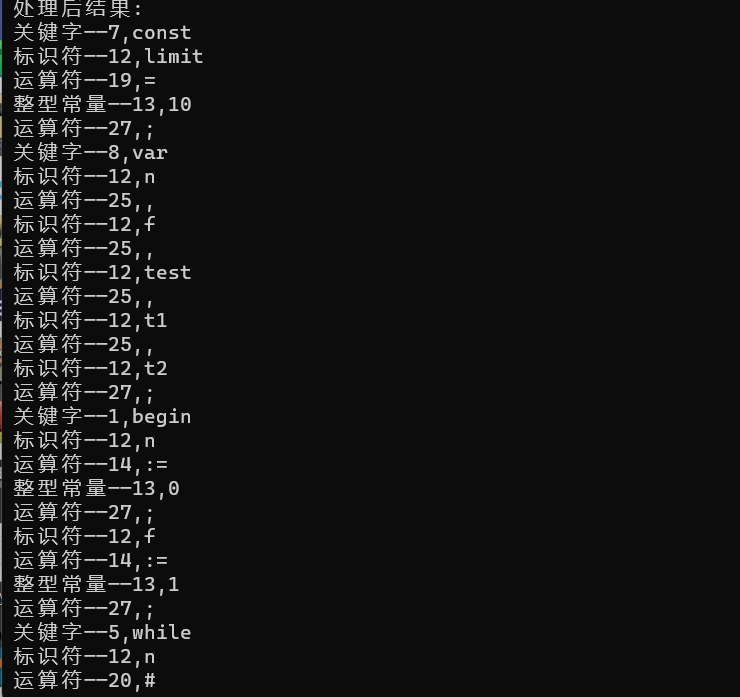 处理后结果:
关键字——7,const
标识符——12,limit
运算符——19,=
整型常量——13,10
运算符——27,;
关键字——8,var
标识符——12,n
运算符——25,,
标识符——12,f
运算符——25,,
标识符——12,test
运算符——25,,
标识符——12,t1
运算符——25,,
标识符——12,t2
运算符——27,;
关键字——1,begin
标识符——12,n
运算符——14,:=
整型常量——13,0
运算符——27,;
标识符——12,f
运算符——14,:=
整型常量——13,1
运算符——27,;
关键字——5,while
标识符——12,n
运算符——20,#